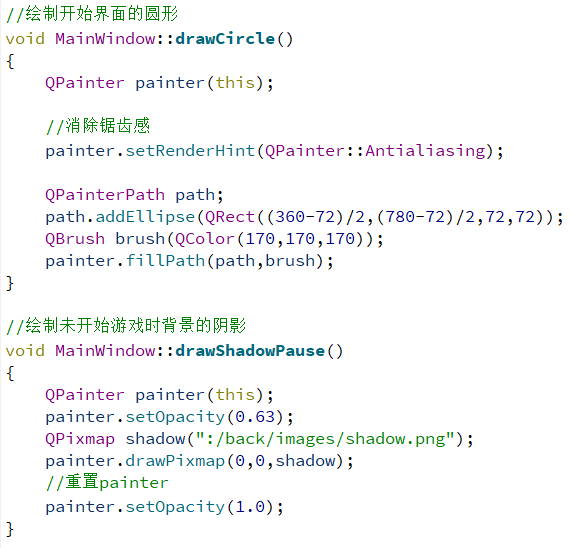 //绘制开始界面的圆形
void MainWindow::drawCircle()
{
    QPainter painter(this);

    //消除锯齿感
    painter.setRenderHint(QPainter::Antialiasing);

    QPainterPath path;
    path.addEllipse(QRect((360-72)/2,(780-72)/2,72,72));
    QBrush brush(QColor(170,170,170));
    painter.fillPath(path,brush);
}

//绘制未开始游戏时背景的阴影
void MainWindow::drawShadowPause()
{
    QPainter painter(this);
    painter.setOpacity(0.63);
    QPixmap shadow(":/back/images/shadow.png");
    painter.drawPixmap(0,0,shadow);
    //重置painter
    painter.setOpacity(1.0);
}